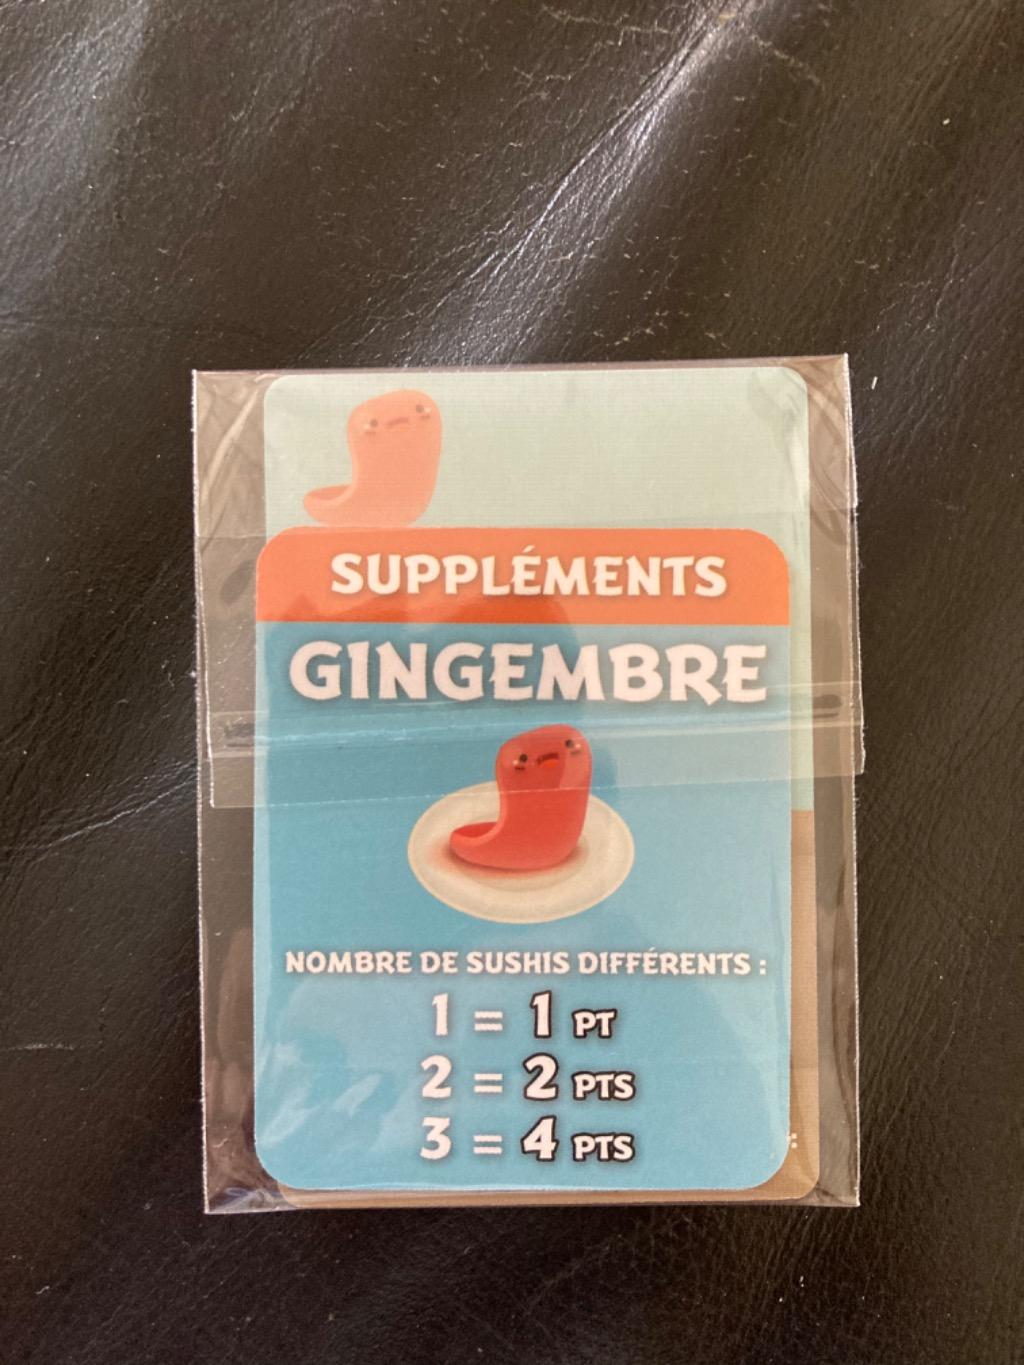 SUPPLÉMENTS
GINGEMBRE
NOMBRE DE SUSHIS DIFFÉRENTS :
1 = 1 PT
2 = 2 PTS
3 = 4 PTS